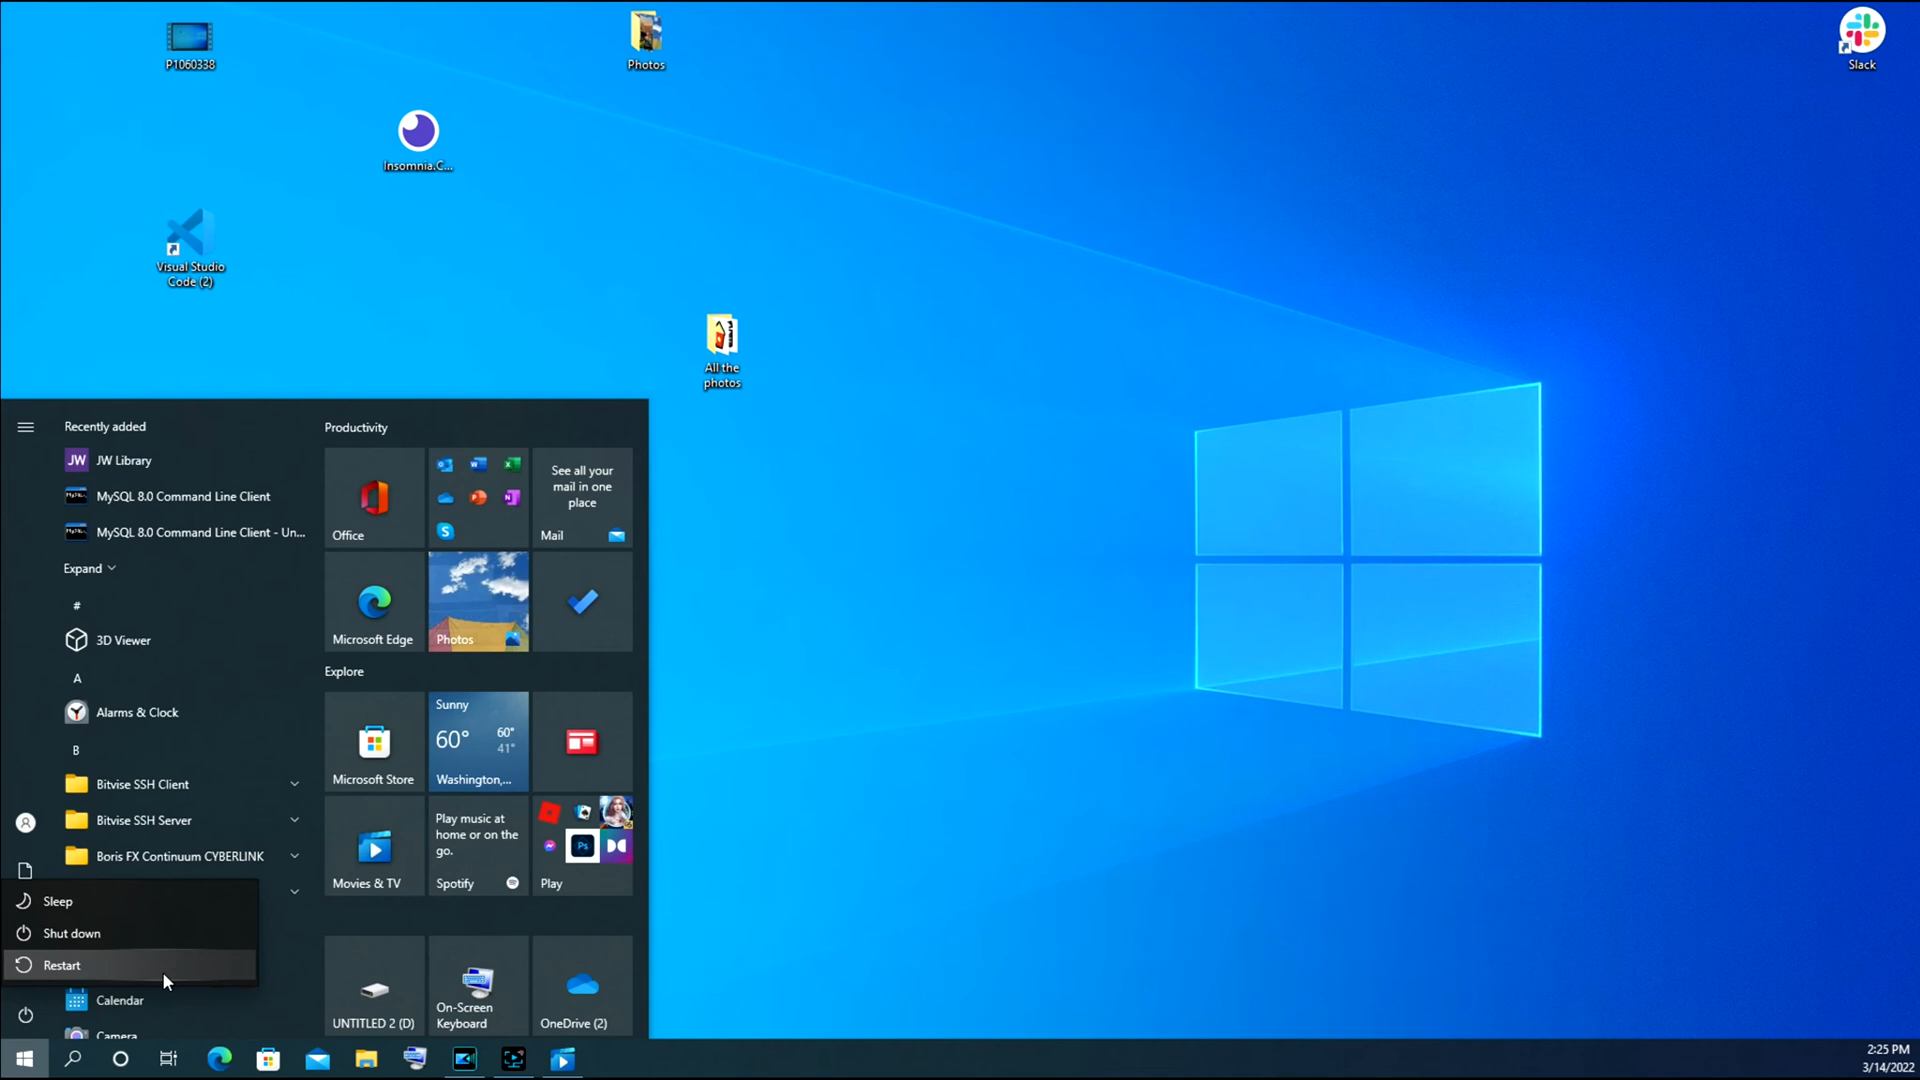 P1060338
Photos
Slack
Insomnia.C...
Visual Studio
Code (2)
All the
photos
Recently added
JW
JW Library
MySQL 8.0 Command Line Client
MySQL 8.0 Command Line Client - Un...
Expand
#
3D Viewer
A
Alarms & Clock
B
Bitvise SSH Client
Bitvise SSH Server
Boris FX Continuum CYBERLINK
Sleep
Shut down
Restart
Calendar
Camera
Productivity
Office
See all your
mail in one
place
Mail
Microsoft Edge
Photos
Explore
Microsoft Store
Sunny
60°
60°
41°
Washington,...
Movies & TV
Play music at
home or on the
go.
Spotify
Ps
Play
UNTITLED 2 (D)
On-Screen
Keyboard
OneDrive (2)
2:25 PM
3/14/2022